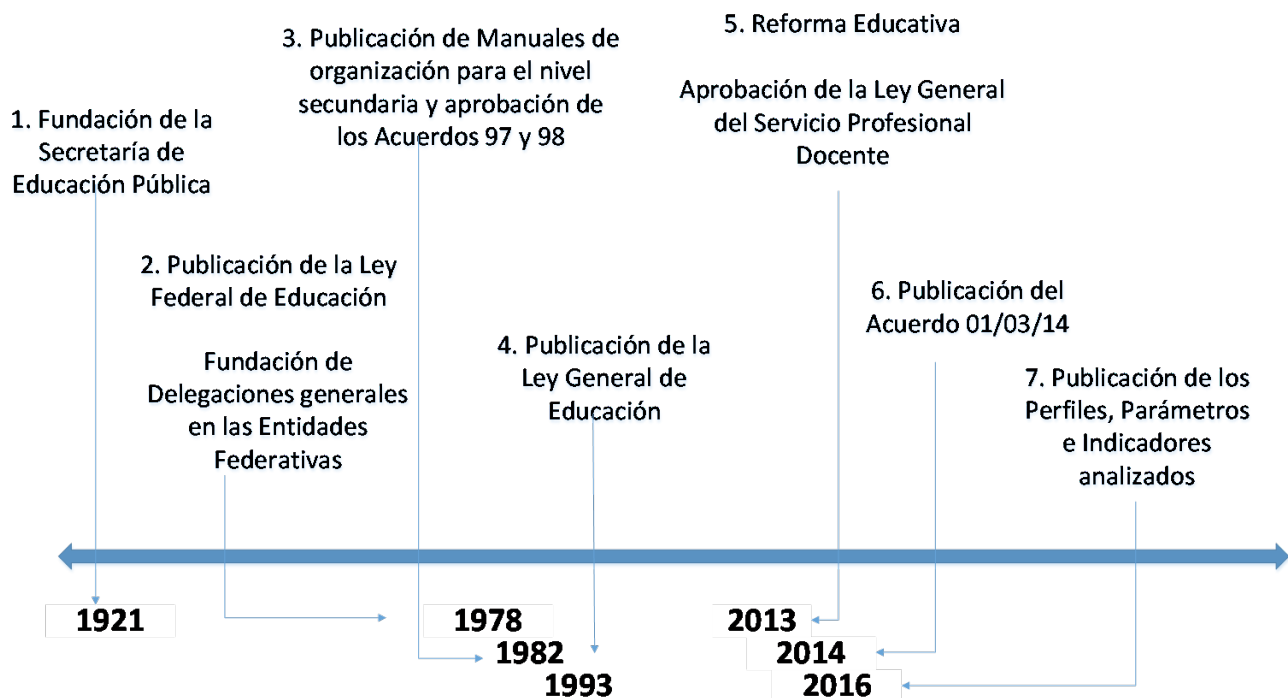 1. Fundación de la
Secretaría de
Educación Pública
2. Publicación de la Ley
Federal de Educación
Fundación de
Delegaciones generales
en las Entidades
Federativas
3. Publicación de Manuales de
organización para el nivel
secundaria y aprobación de
los Acuerdos 97 y 98
4. Publicación de la
Ley General de
Educación
5. Reforma Educativa
Aprobación de la Ley General
del Servicio Profesional
Docente
6. Publicación del
Acuerdo 01/03/14
7. Publicación de los
Perfiles, Parámetros
e Indicadores
analizados
1921
1978
1982
1993
2013
2014
2016